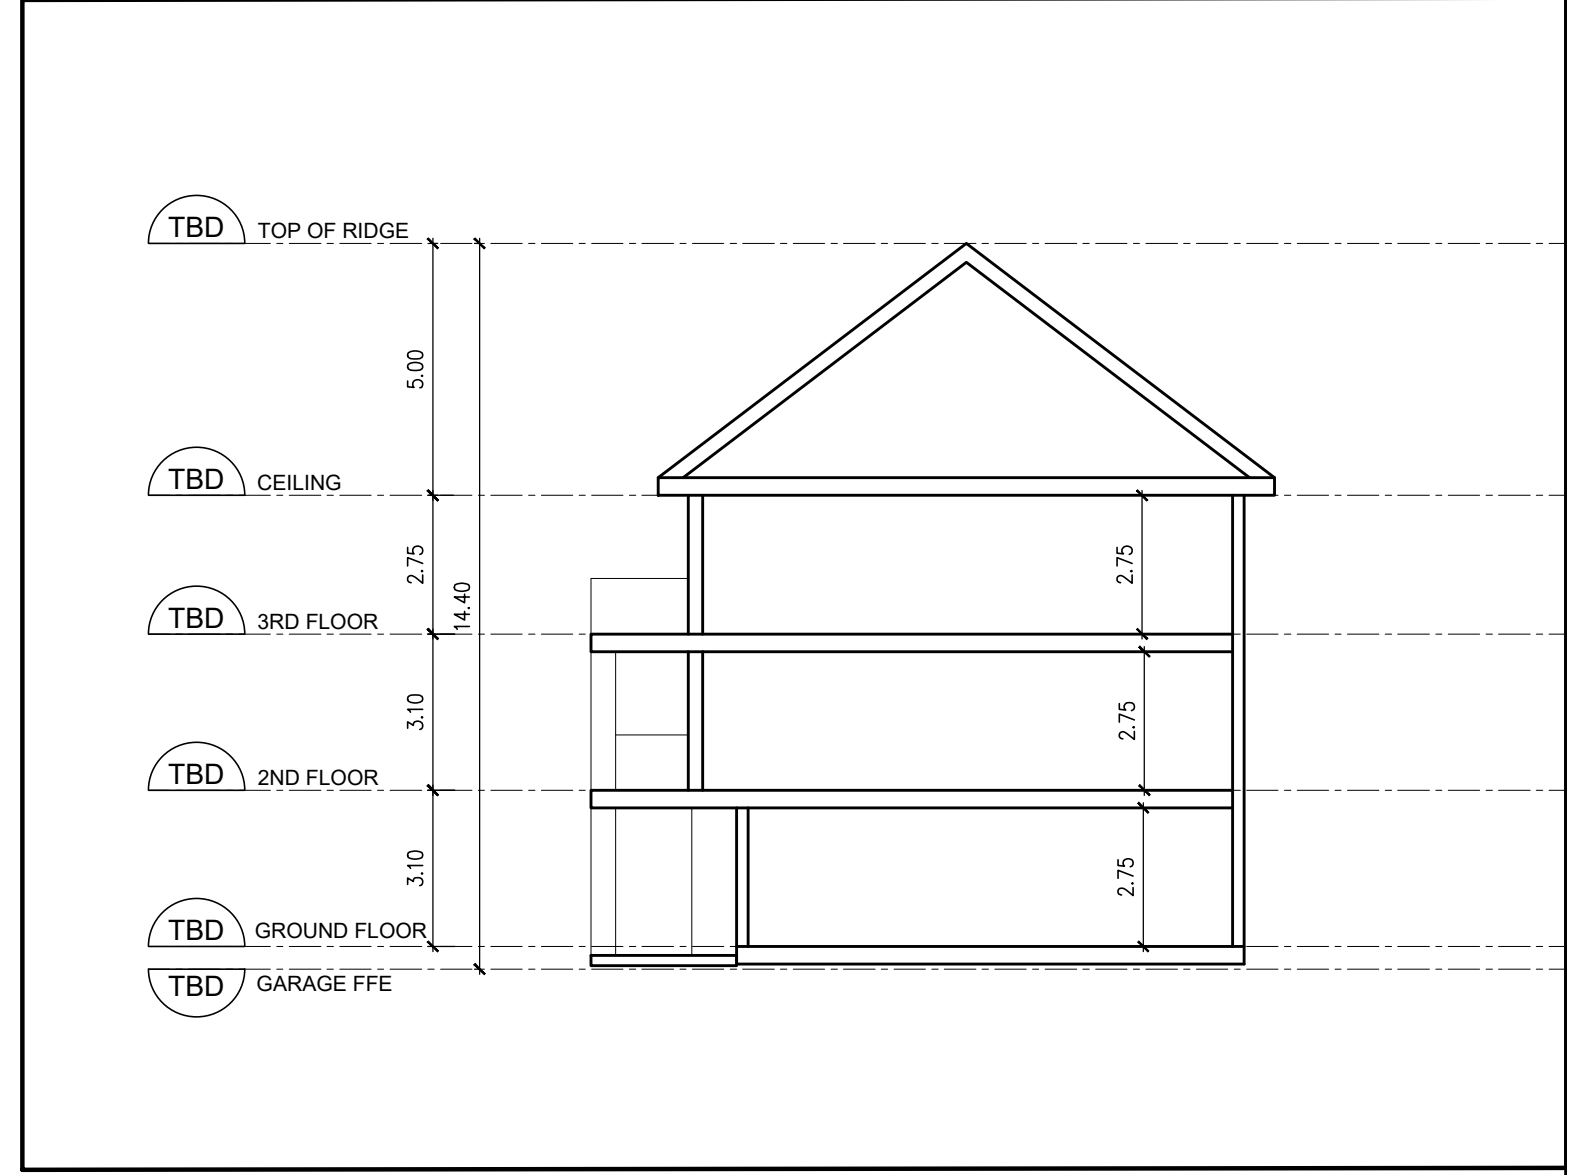 TBD TOP OF RIDGE
5.00
TBD CEILING
2.75
2.75
14.40
TBD 3RD FLOOR
3.10
2.75
TBD 2ND FLOOR
3.10
2.75
TBD GROUND FLOOR
TBD GARAGE FFE